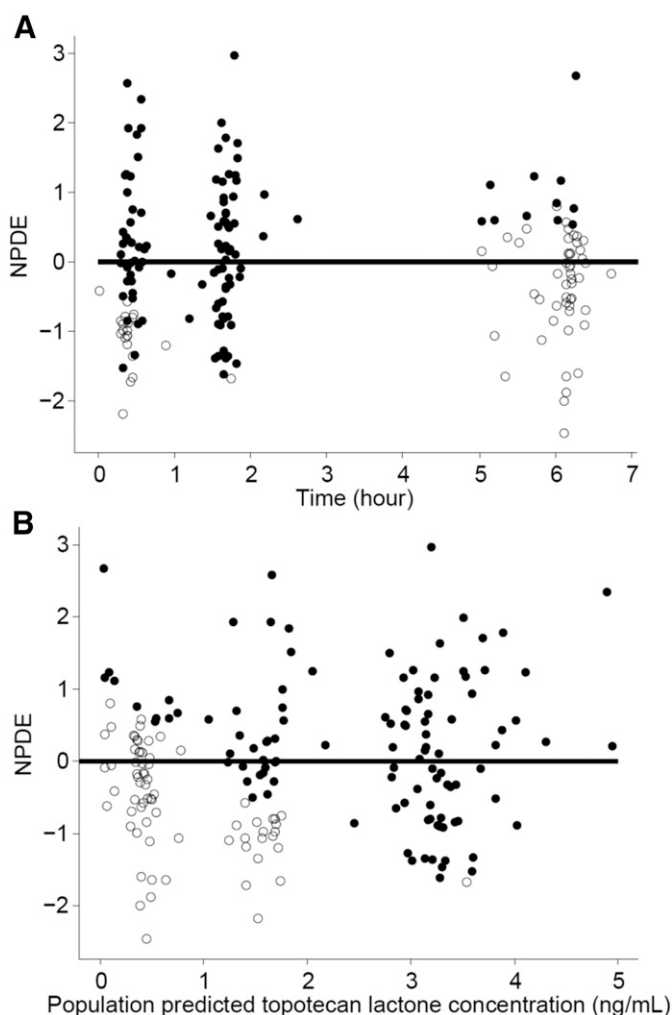 A
3
2
1
0
−1
−2
NPDE
0 1 2 3 4 5 6 7
Time (hour)
B
3
2
1
0
−1
−2
NPDE
0 1 2 3 4 5
Population predicted topotecan lactone concentration (ng/mL)